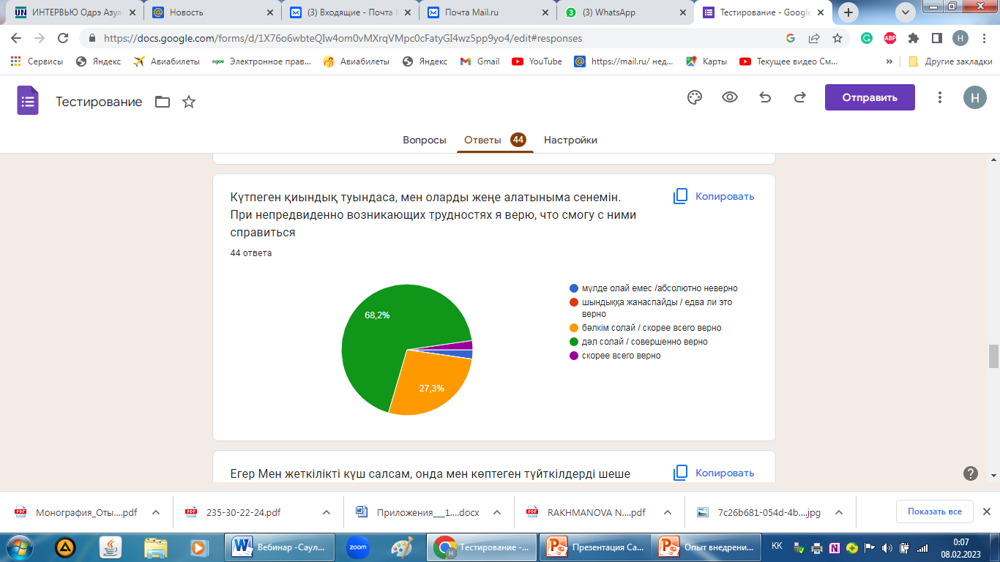 ИНТЕРВЬЮ Одрэ Азул
Новость
(3) Входящие - Почта
Почта Mail.ru
(3) WhatsApp
Тестирование - Google
https://docs.google.com/forms/d/1X76o6wbteQIw4om0vMXrqVMpc0cFatyGI4wz5pp9yo4/edit#responses
Сервисы
Яндекс
Авиабилеты
Электронное прав...
Авиабилеты
Яндекс
Gmail
YouTube
https://mail.ru/ нед...
Карты
Текущее видео См...
Другие закладки
Тестирование
Отправить
Н
Вопросы
Ответы 44
Настройки
Күтпеген қиындық туындаса, мен оларды жеңе алатыныма сенемін.
При непредвиденно возникающих трудностях я верю, что смогу с ними
справиться
Копировать
44 ответа
68,2%
27,3%
мүлде олай емес /абсолютно неверно
шындыққа жанаспайды / едва ли это
верно
бәлкім солай / скорее всего верно
дәл солай / совершенно верно
скорее всего верно
Егер Мен жеткілікті күш салсам, онда мен көптеген түйткілдерді шеше
Копировать
Монография_Оты....pdf
235-30-22-24.pdf
Приложения___1....docx
RAKHMANOVA N....pdf
7c26b681-054d-4b....jpg
Показать все
Вебинар -Саул...
zoom
Тестирование -...
Презентация Са...
Опыт внедрени...
KK
0:07
08.02.2023